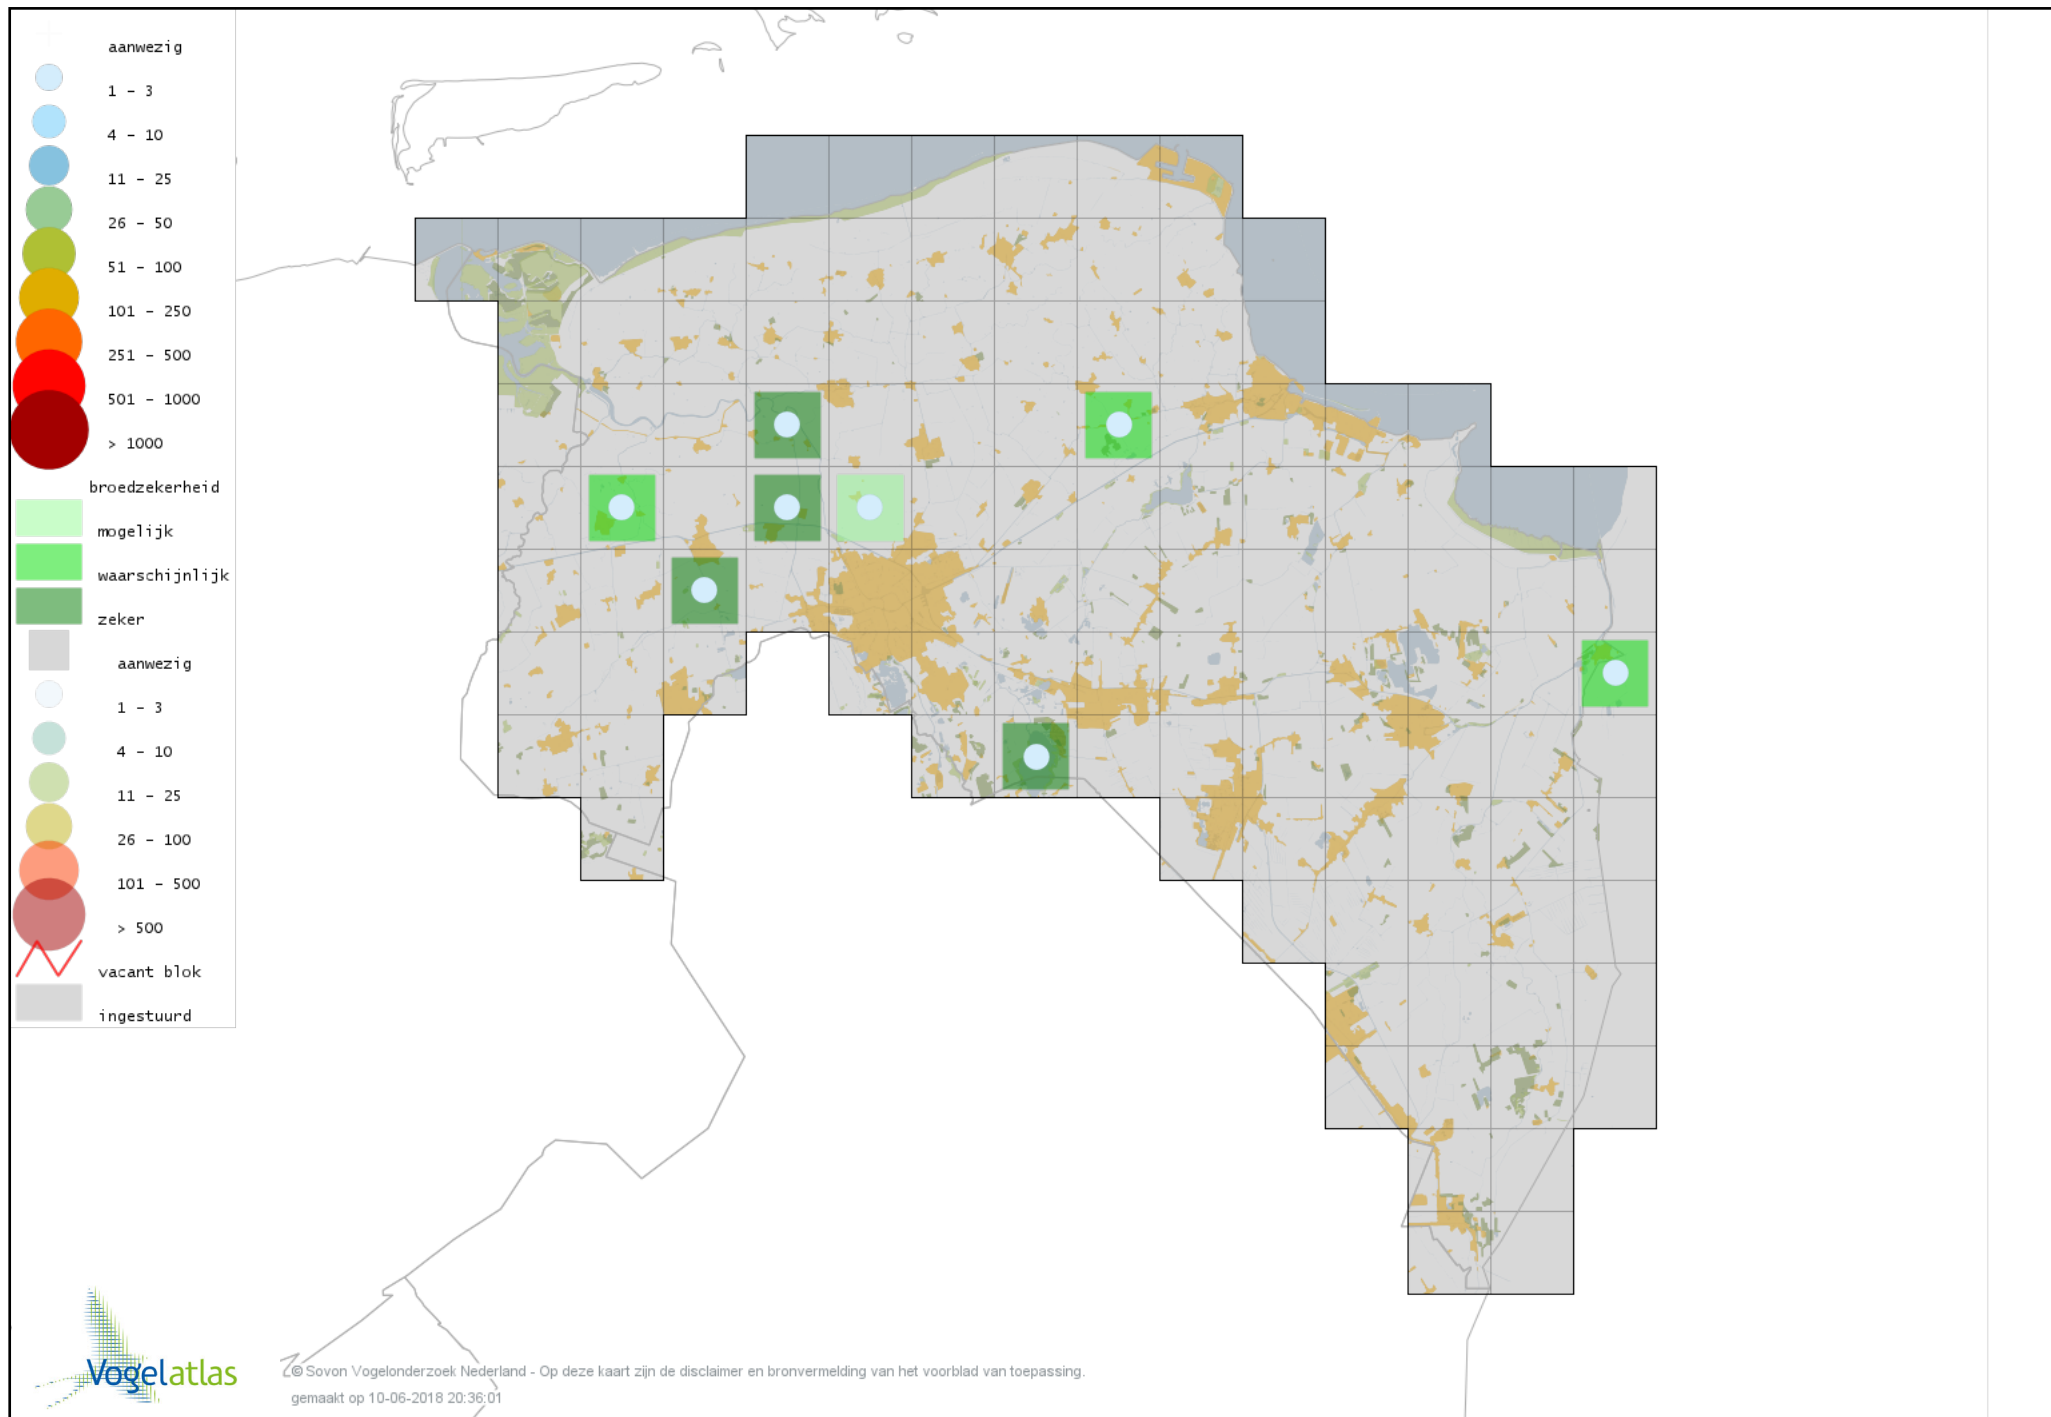 aanwezig
1 - 3
4 - 10
11 - 25
26 - 50
51 - 100
101 - 250
251 - 500
501 - 1000
> 1000
broedzekerheid
mogelijk
waarschijnlijk
zeker
aanwezig
1 - 3
4 - 10
11 - 25
26 - 100
101 - 500
> 500
vacant blok
ingestuurd
Vogelatlas
© Sovon Vogelonderzoek Nederland - Op deze kaart zijn de disclaimer en bronvermelding van het voorblad van toepassing.
gemaakt op 10-06-2018 20:36:01